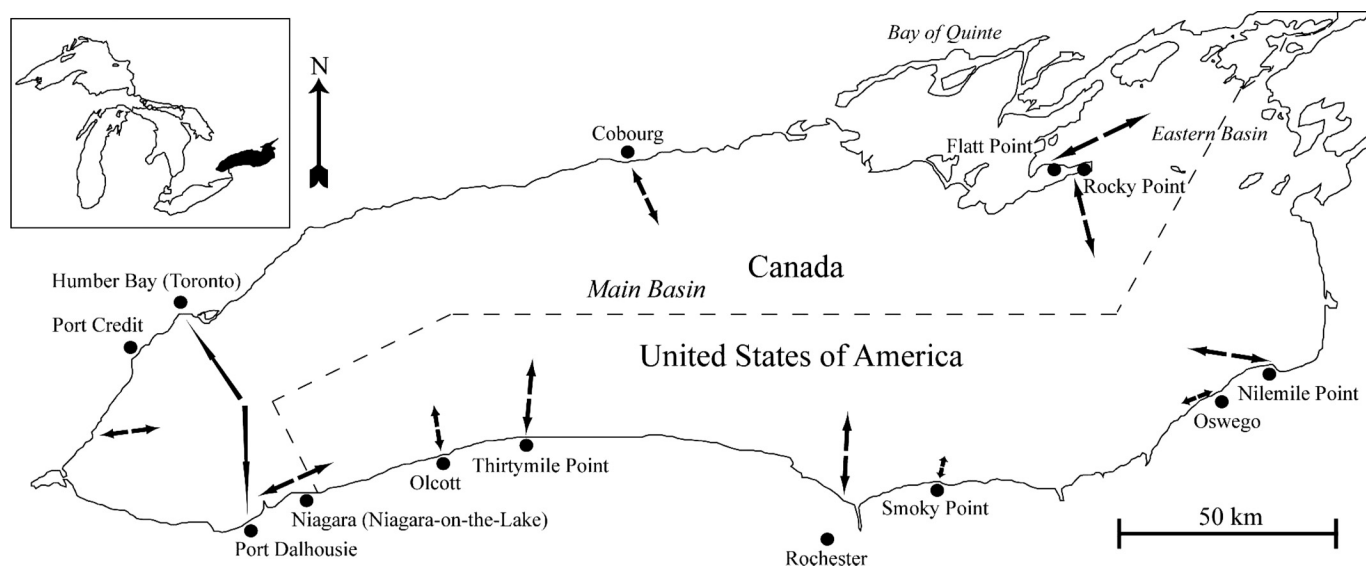 N
Bay of Quinte
Cobourg
Flatt Point
Eastern Basin
Rocky Point
Canada
Humber Bay (Toronto)
Main Basin
Port Credit
United States of America
Nilemile Point
Oswego
Thirtymile Point
Olcott
Smoky Point
Niagara (Niagara-on-the-Lake)
Port Dalhousie
Rochester
50 km